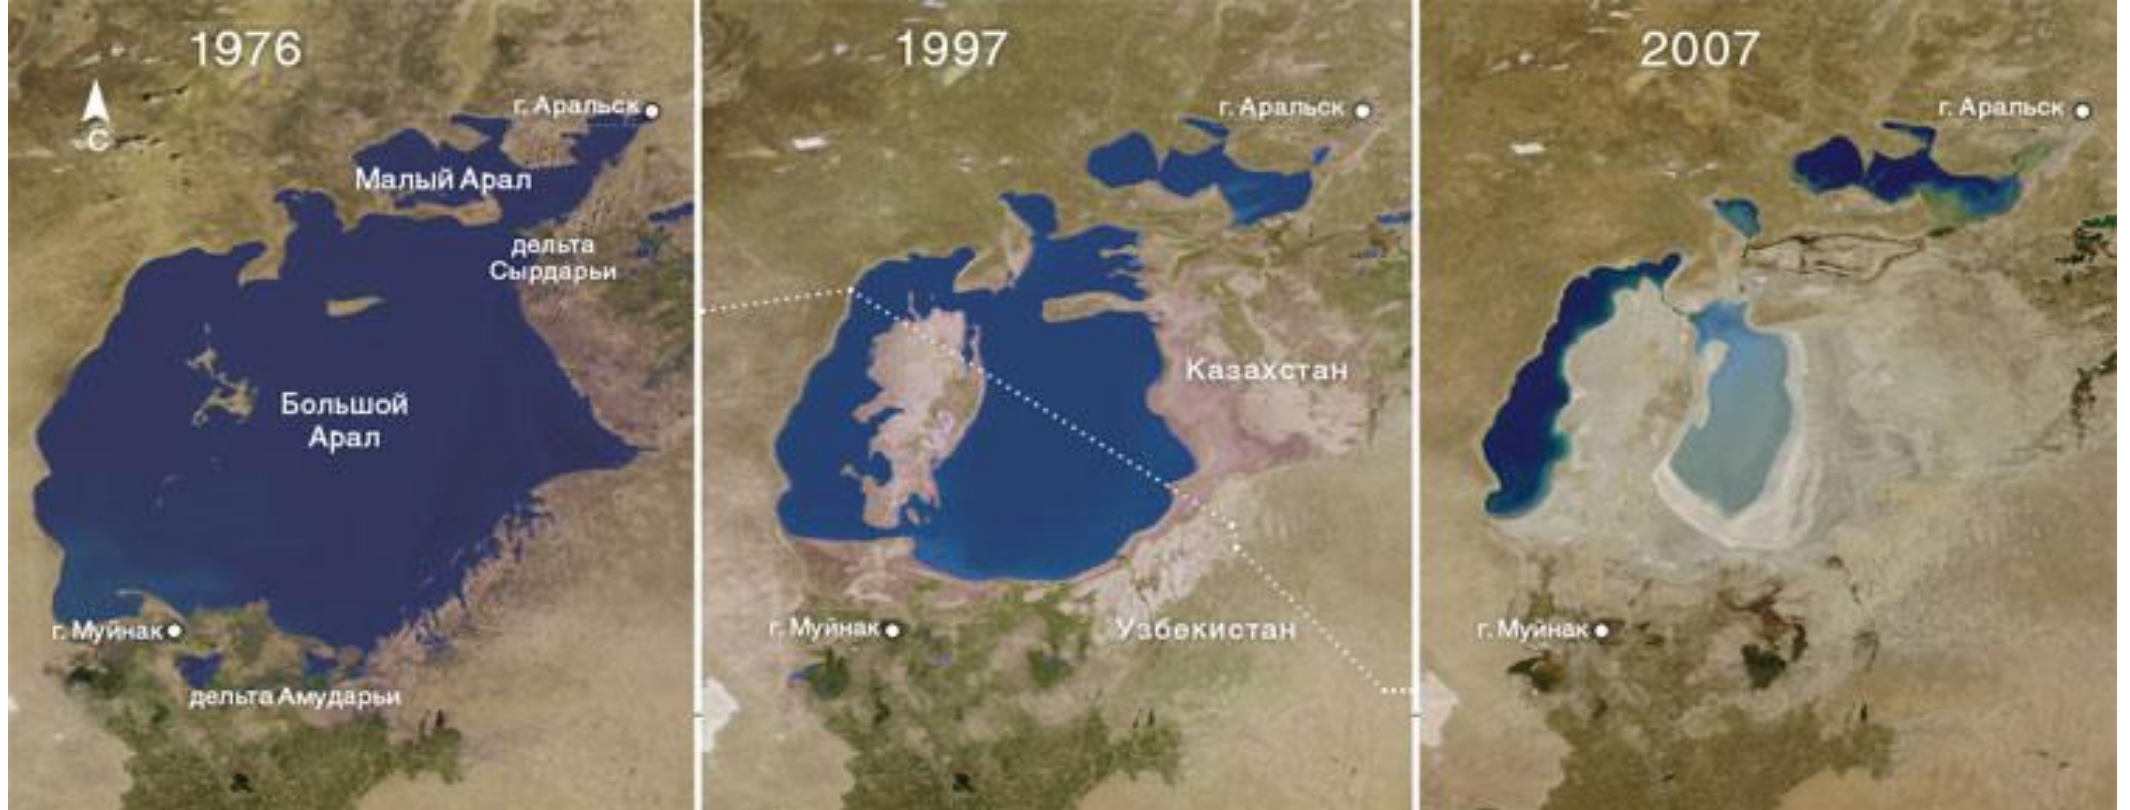 1976
г. Аральск
С
Малый Арал
дельта
Сырдарьи
Большой
Арал
г. Муйнак
дельта Амударьи
1997
г. Аральск
Казахстан
г. Муйнак
Узбекистан
2007
г. Аральск
г. Муйнак